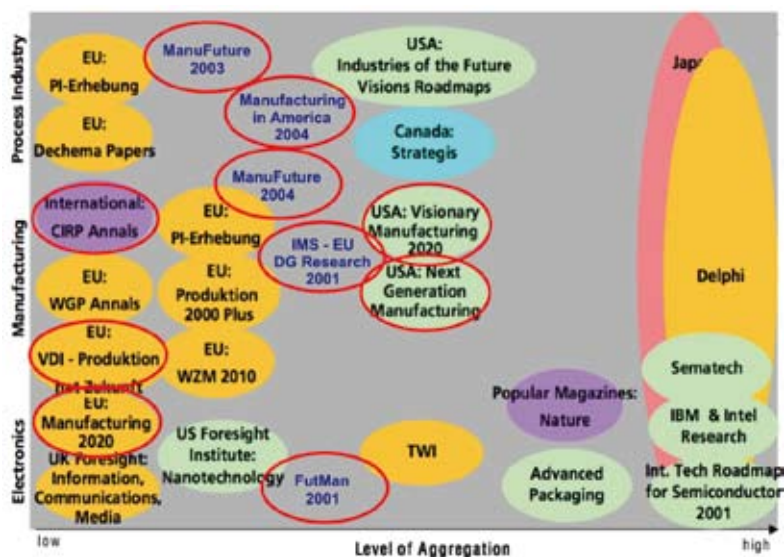 Process Industry
Manufacturing
Electronics
EU:
PI-Erhebung
ManuFuture
2003
USA:
Industries of the Future
Visions Roadmaps
EU:
Dechema Papers
Manufacturing
in America
2004
Canada:
Strategis
ManuFuture
2004
International:
CIRP Annals
EU:
PI-Erhebung
IMS - EU
DG Research
2001
USA: Visionary
Manufacturing
2020
EU:
WGP Annals
EU:
Produktion
2000 Plus
USA: Next
Generation
Manufacturing
Delphi
EU:
VDI - Produktion
EU:
WZM 2010
Sematech
EU:
Manufacturing
2020
US Foresight
Institute:
Nanotechnology
TWI
Popular Magazines:
Nature
IBM & Intel
Research
UK Foresight:
Information,
Communications,
Media
FutMan
2001
Advanced
Packaging
Int. Tech Roadmap
for Semiconductor
2001
low
Level of Aggregation
high